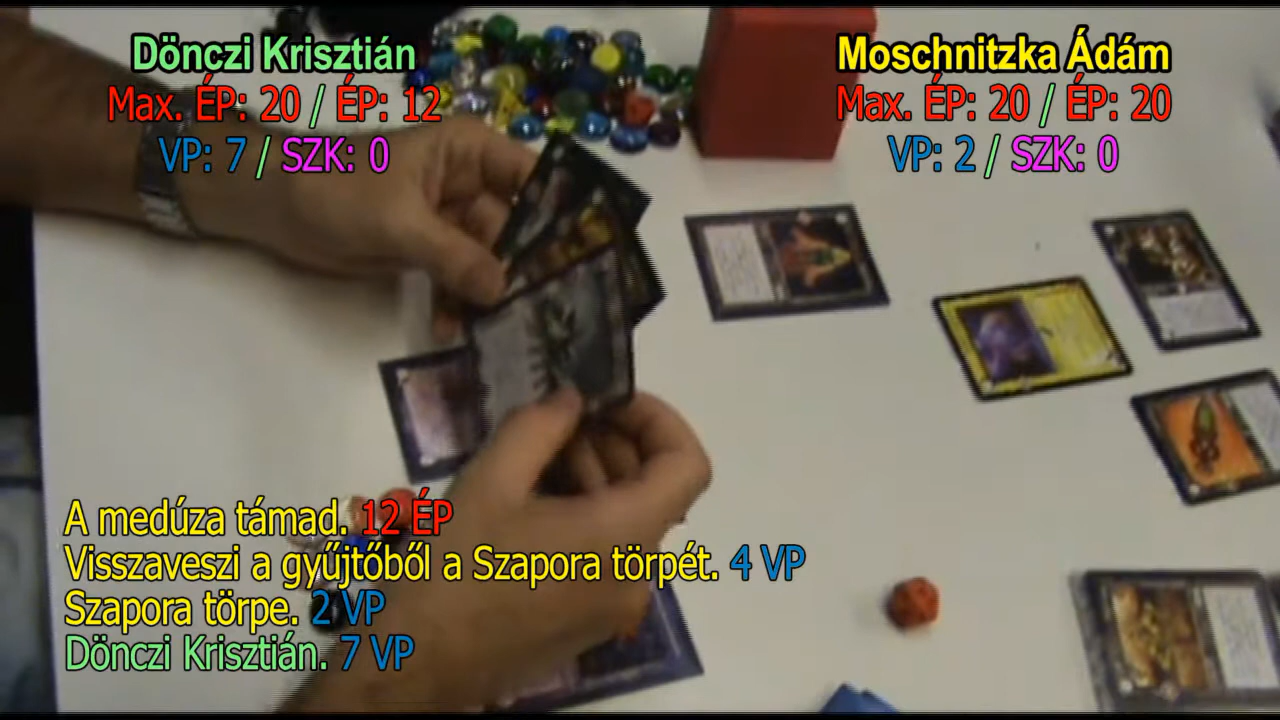 Dönczi Krisztián
Max. ÉP: 20 / ÉP: 12
VP: 7 / SZK: 0
Moschnitzka Ádám
Max. ÉP: 20 / ÉP: 20
VP: 2 / SZK: 0
A medúza támad. 12 ÉP
Visszaveszi a gyűjtőből a Szapora törpét. 4 VP
Szapora törpe. 2 VP
Dönczi Krisztián. 7 VP